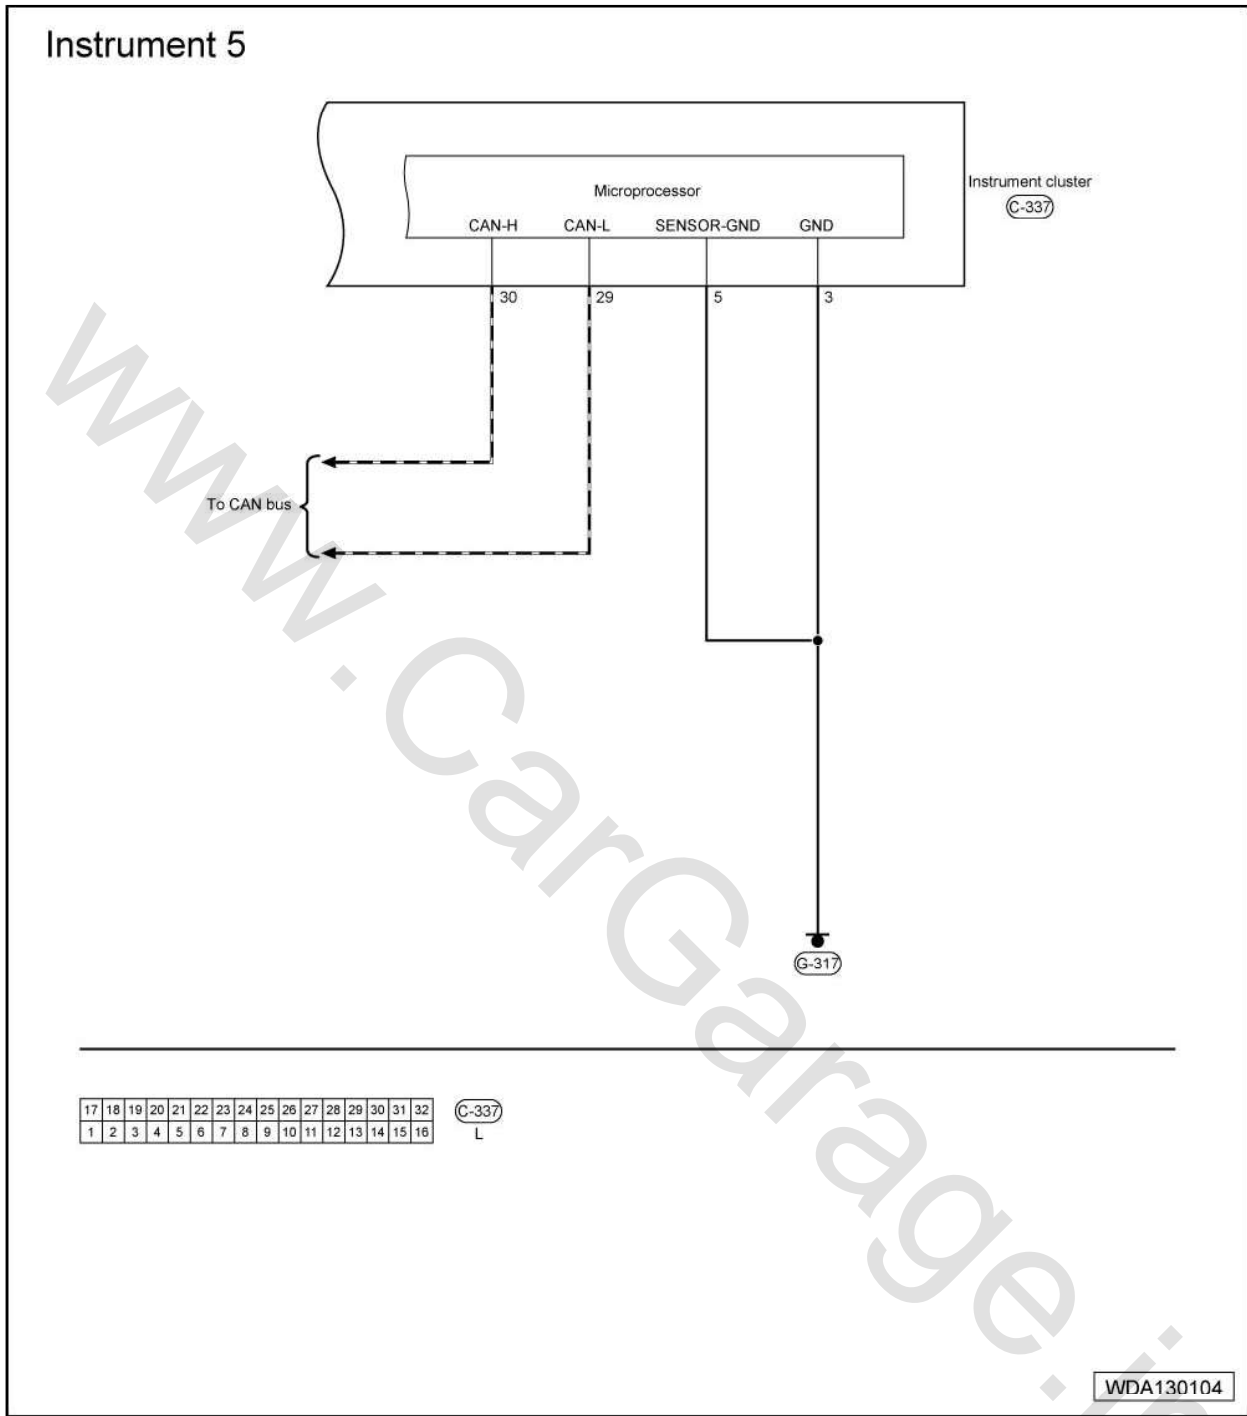 Instrument 5
Microprocessor
CAN-H CAN-L SENSOR-GND GND
Instrument cluster
C-337
30 29 5 3
To CAN bus
G-317
17 18 19 20 21 22 23 24 25 26 27 28 29 30 31 32
1 2 3 4 5 6 7 8 9 10 11 12 13 14 15 16
C-337
L
WDA130104
www.CarGarage.ir